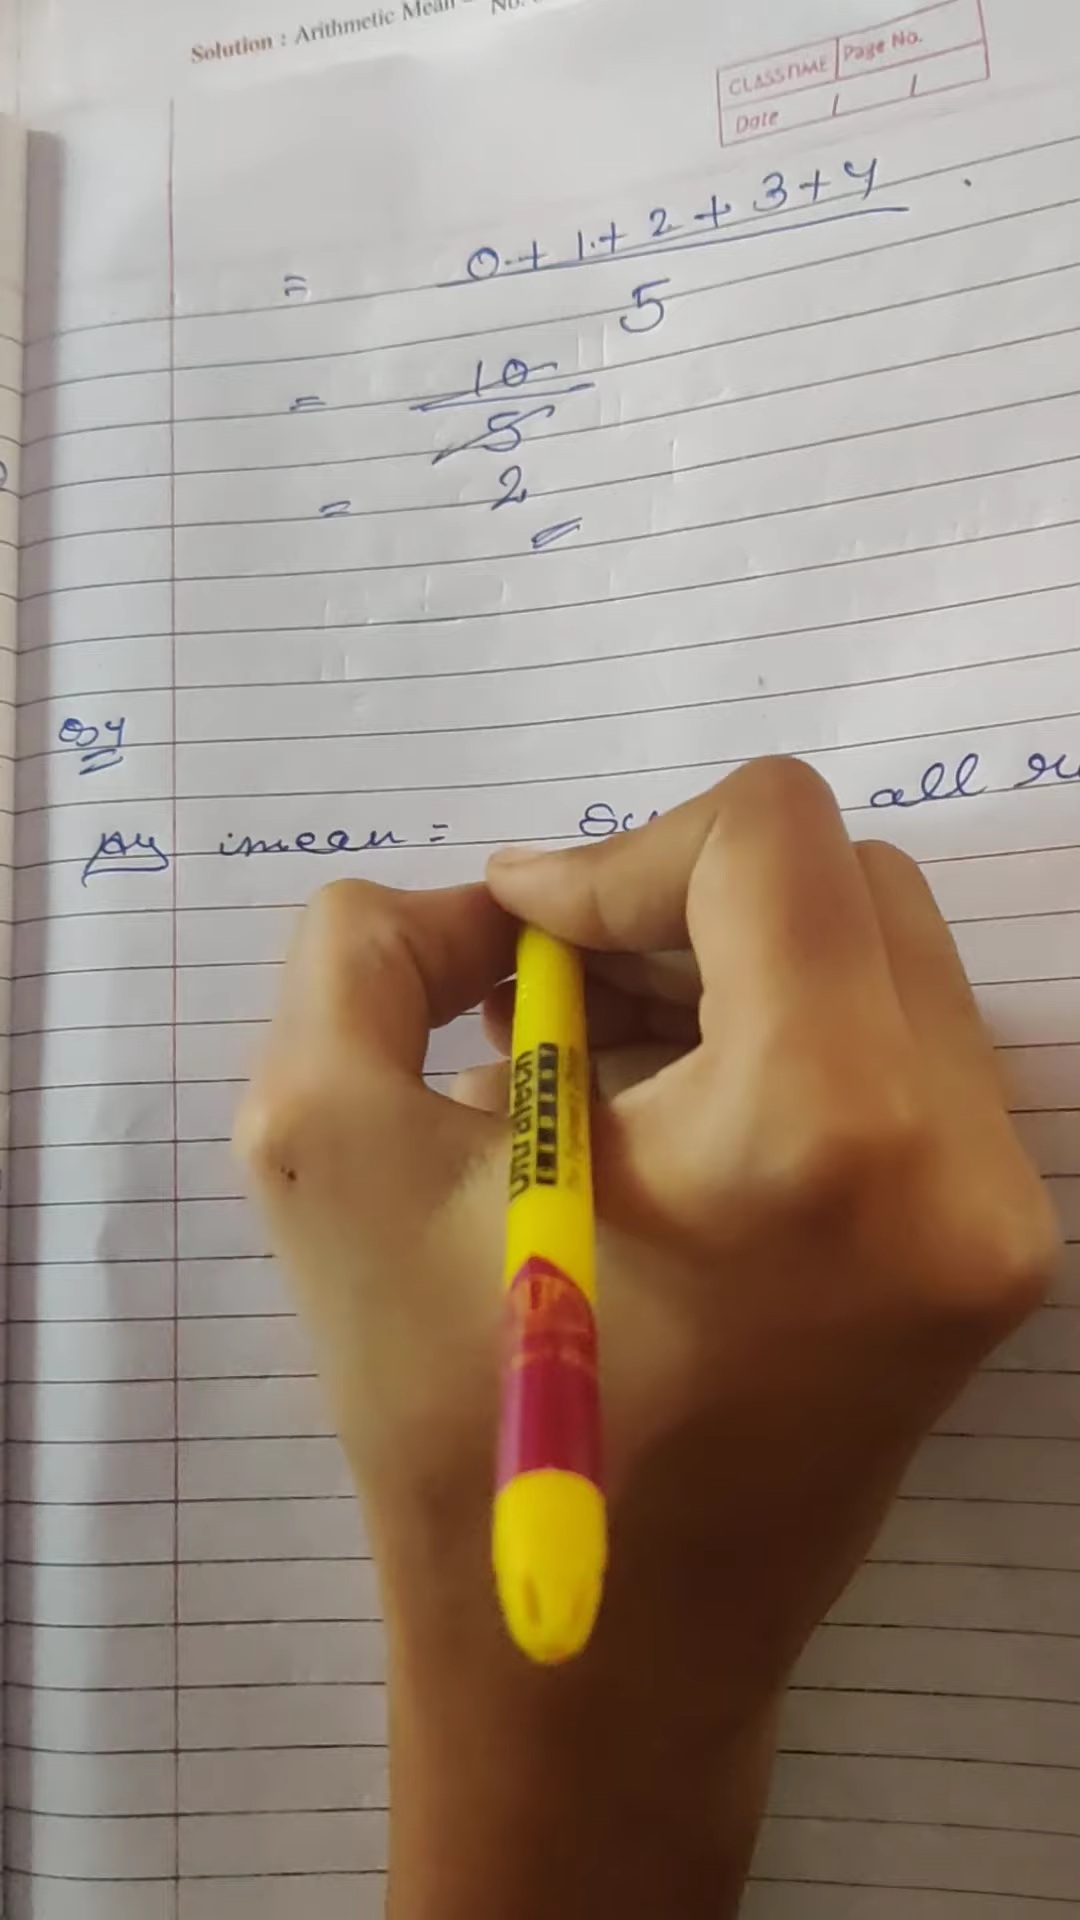 Solution : Arithmetic Mean =
CLASSTIME Page No.
Date / /
= 0+1+2+3+4
5
= 10
5
= 2
Q4
mean = all
Ultratech